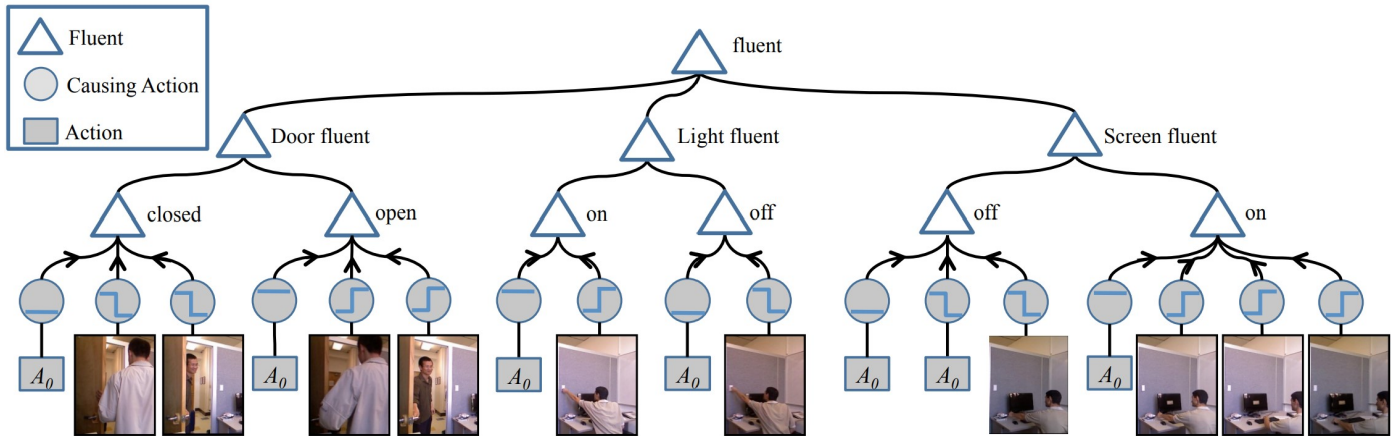 Fluent
Causing Action
Action
fluent
Door fluent
Light fluent
Screen fluent
closed
open
on
off
off
on
A0
A0
A0
A0
A0
A0
A0